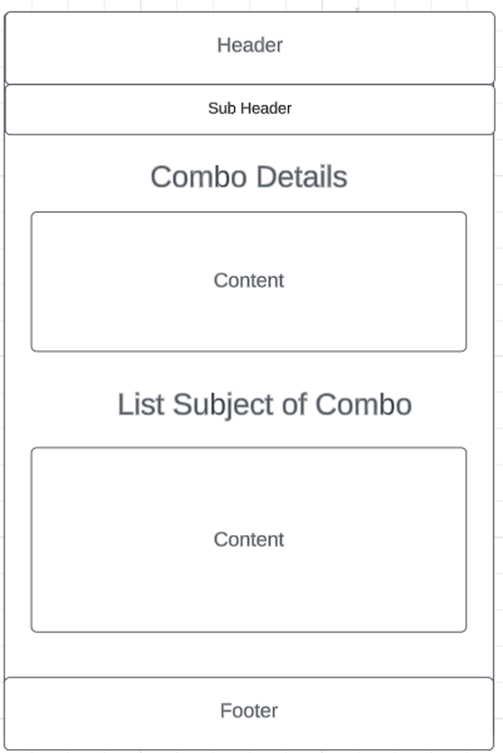 Header
Sub Header
Combo Details
Content
List Subject of Combo
Content
Footer